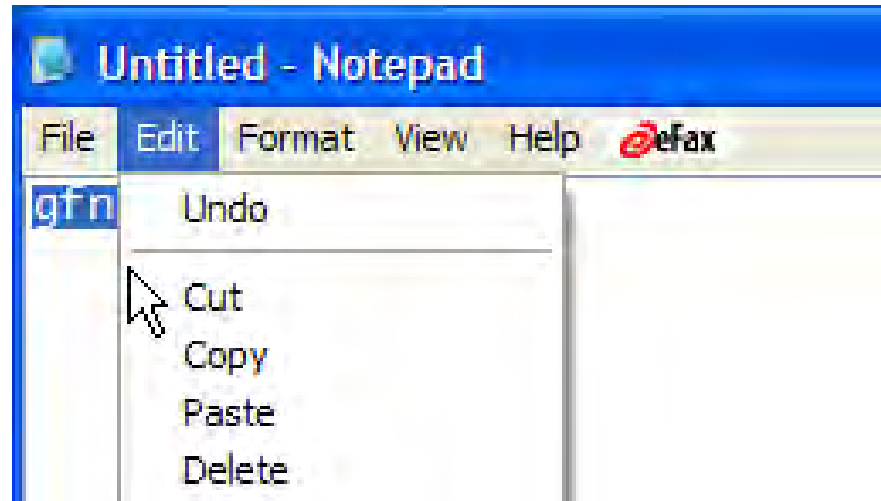 Untitled - Notepad
File Edit Format View Help eFax
gfn
Undo
Cut
Copy
Paste
Delete